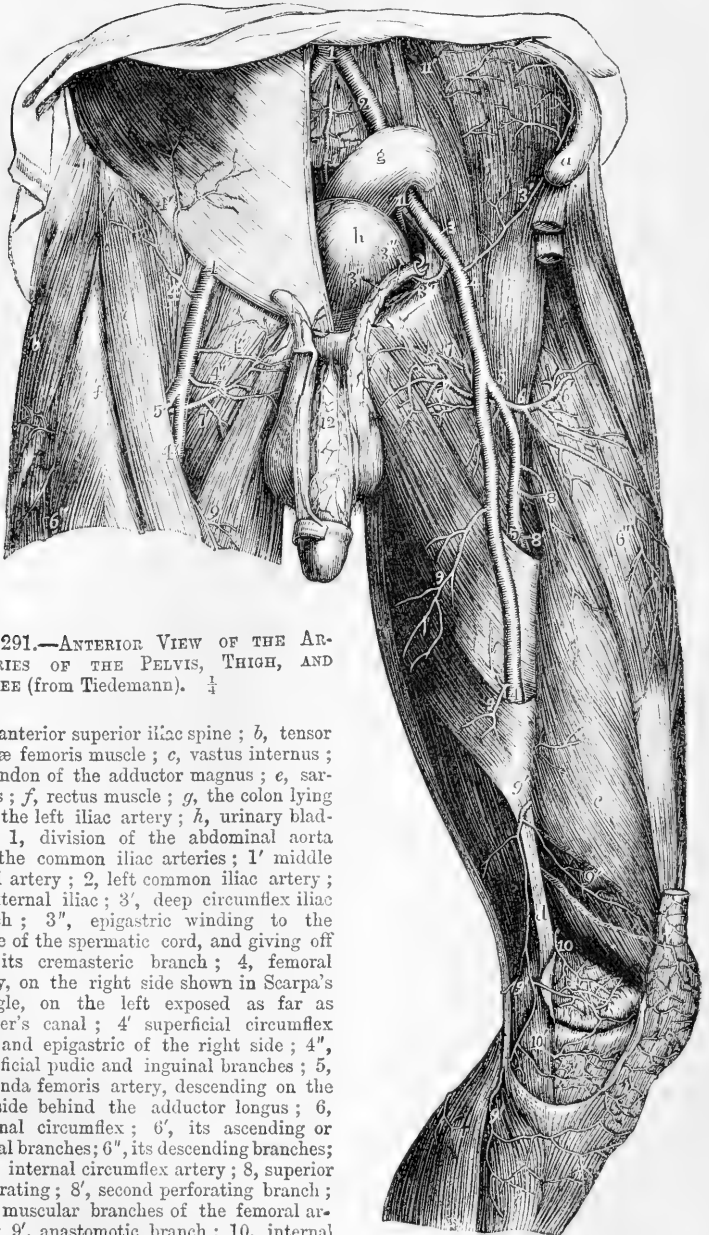 291.—ANTERIOR VIEW OF THE AR-
RIES OF THE PELVIS, THIGH, AND
EE (from Tiedemann). ¼
anterior superior iliac spine ; b, tensor
æ femoris muscle ; c, vastus internus ;
ndon of the adductor magnus ; e, sar-
s ; f, rectus muscle ; g, the colon lying
the left iliac artery ; h, urinary blad-
1, division of the abdominal aorta
the common iliac arteries ; 1' middle
l artery ; 2, left common iliac artery ;
ternal iliac ; 3', deep circumflex iliac
ch ; 3", epigastric winding to the
e of the spermatic cord, and giving off
its cremasteric branch ; 4, femoral
y, on the right side shown in Scarpa's
gle, on the left exposed as far as
er's canal ; 4' superficial circumflex
and epigastric of the right side ; 4",
ficial pudic and inguinal branches ; 5,
nda femoris artery, descending on the
side behind the adductor longus ; 6,
nal circumflex ; 6', its ascending or
al branches ; 6", its descending branches ;
internal circumflex artery ; 8, superior
rating ; 8', second perforating branch ;
muscular branches of the femoral ar-
9', anastomotic branch ; 10, internal